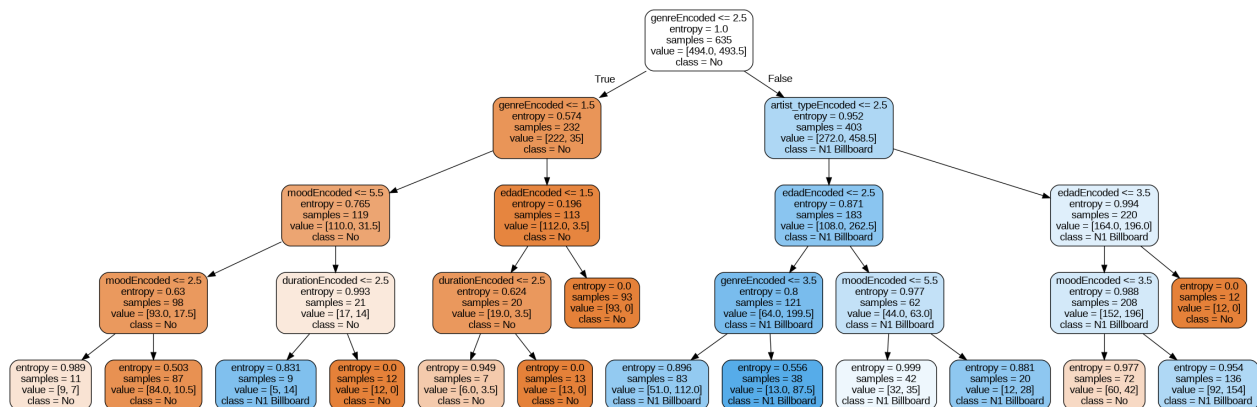 genreEncoded <= 2.5
entropy = 1.0
samples = 635
value = [494.0, 493.5]
class = No
True
False
genreEncoded <= 1.5
entropy = 0.574
samples = 232
value = [222, 35]
class = No
artist_typeEncoded <= 2.5
entropy = 0.952
samples = 403
value = [272.0, 458.5]
class = N1 Billboard
moodEncoded <= 5.5
entropy = 0.765
samples = 119
value = [110.0, 31.5]
class = No
edadEncoded <= 1.5
entropy = 0.196
samples = 113
value = [112.0, 3.5]
class = No
edadEncoded <= 2.5
entropy = 0.871
samples = 183
value = [108.0, 262.5]
class = N1 Billboard
edadEncoded <= 3.5
entropy = 0.994
samples = 220
value = [164.0, 196.0]
class = N1 Billboard
moodEncoded <= 2.5
entropy = 0.63
samples = 98
value = [93.0, 17.5]
class = No
durationEncoded <= 2.5
entropy = 0.993
samples = 21
value = [17, 14]
class = No
durationEncoded <= 2.5
entropy = 0.624
samples = 20
value = [19.0, 3.5]
class = No
entropy = 0.0
samples = 93
value = [93, 0]
class = No
genreEncoded <= 3.5
entropy = 0.8
samples = 121
value = [64.0, 199.5]
class = N1 Billboard
moodEncoded <= 5.5
entropy = 0.977
samples = 62
value = [44.0, 63.0]
class = N1 Billboard
moodEncoded <= 3.5
entropy = 0.988
samples = 208
value = [152, 196]
class = N1 Billboard
entropy = 0.0
samples = 12
value = [12, 0]
class = No
entropy = 0.989
samples = 11
value = [9, 7]
class = No
entropy = 0.503
samples = 87
value = [84.0, 10.5]
class = No
entropy = 0.831
samples = 9
value = [5, 14]
class = N1 Billboard
entropy = 0.0
samples = 12
value = [12, 0]
class = No
entropy = 0.949
samples = 7
value = [6.0, 3.5]
class = No
entropy = 0.0
samples = 13
value = [13, 0]
class = No
entropy = 0.896
samples = 83
value = [51.0, 112.0]
class = N1 Billboard
entropy = 0.556
samples = 38
value = [13.0, 87.5]
class = N1 Billboard
entropy = 0.999
samples = 42
value = [32, 35]
class = N1 Billboard
entropy = 0.881
samples = 20
value = [12, 28]
class = N1 Billboard
entropy = 0.977
samples = 72
value = [60, 42]
class = No
entropy = 0.954
samples = 136
value = [92, 154]
class = N1 Billboard